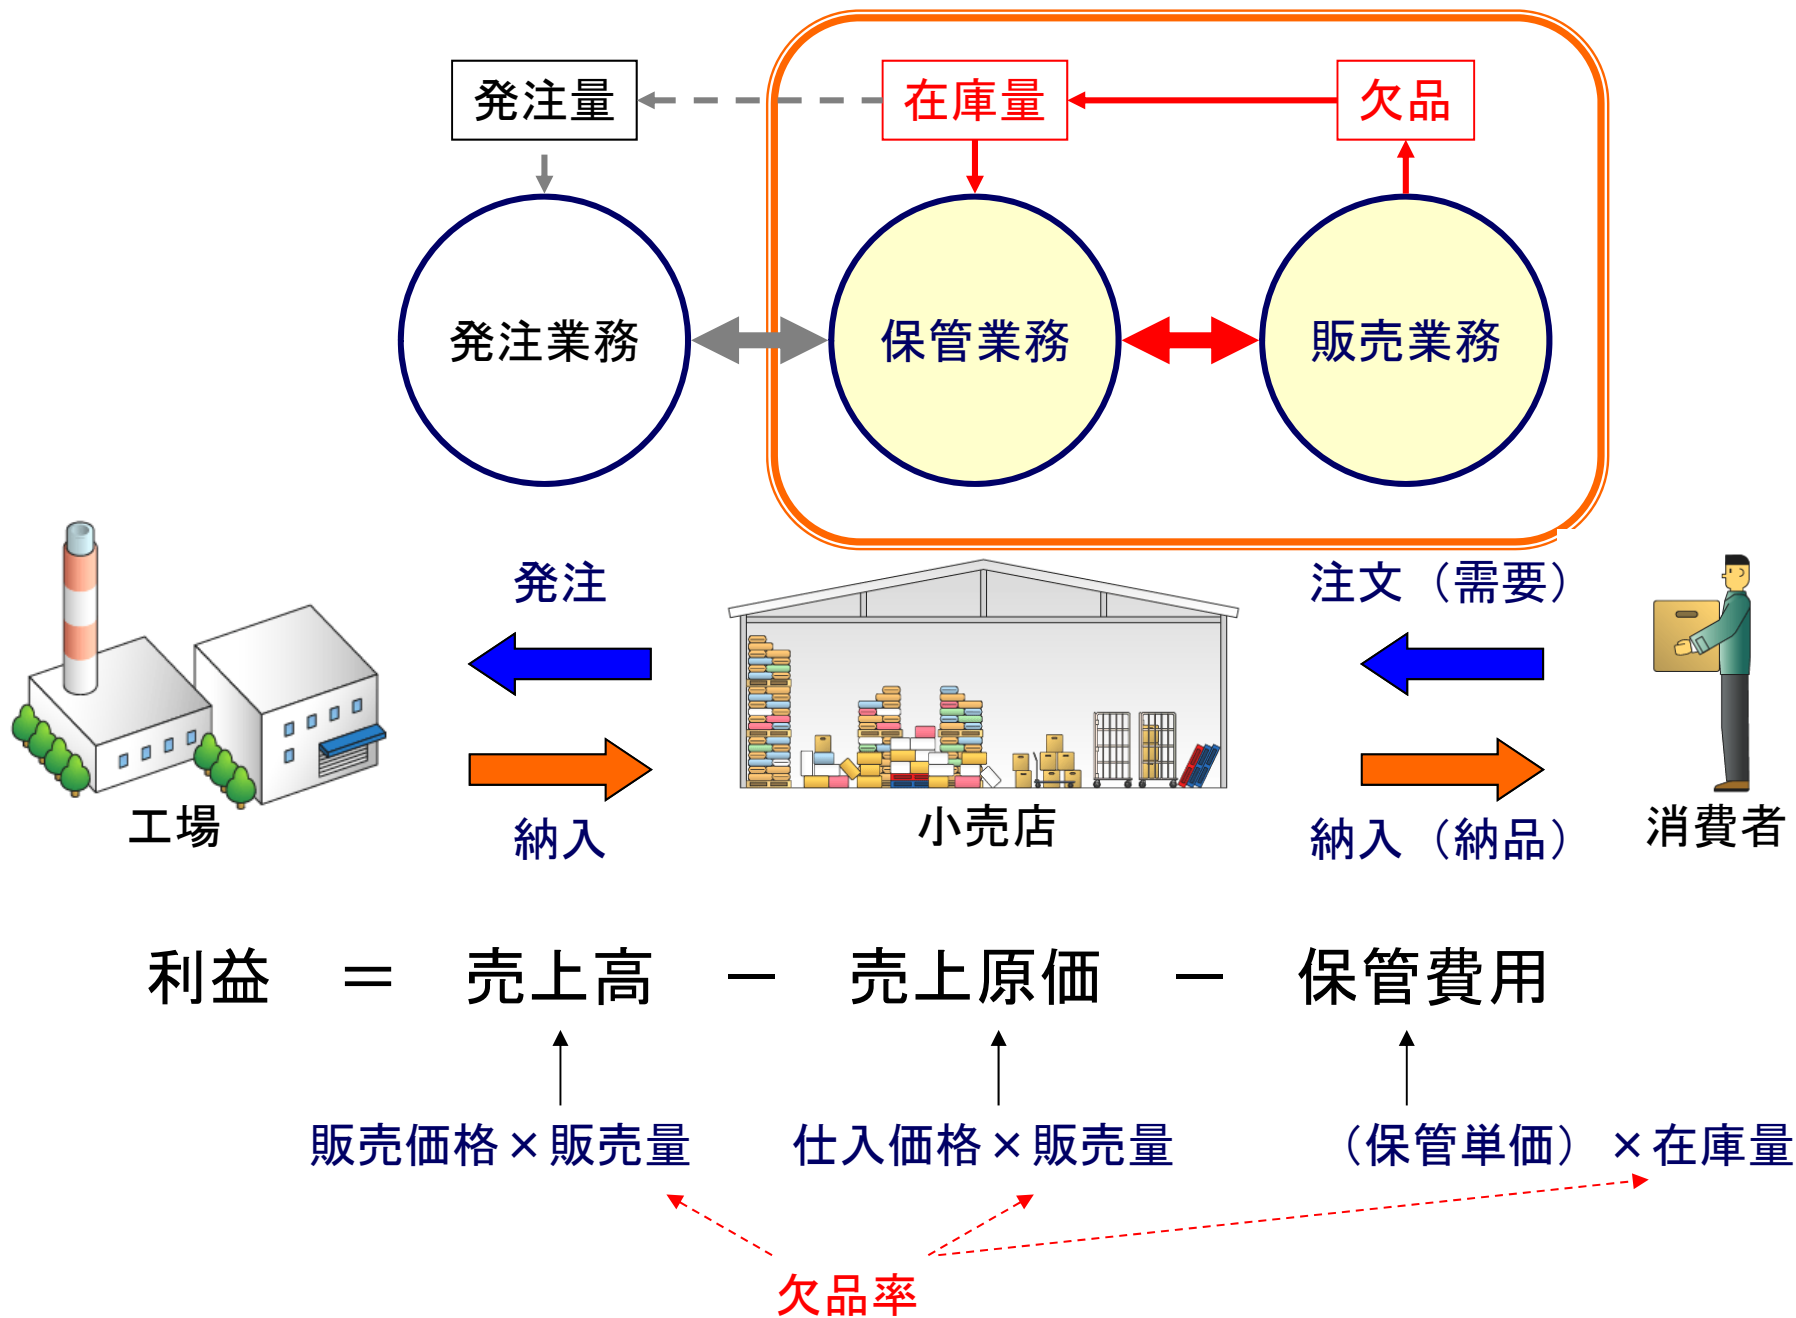 発注量 在庫量 欠品
発注業務 保管業務 販売業務
発注 注文（需要）
工場 納入 小売店 納入（納品） 消費者
利益 ＝ 売上高 － 売上原価 － 保管費用
販売価格×販売量 仕入価格×販売量 （保管単価）×在庫量
欠品率